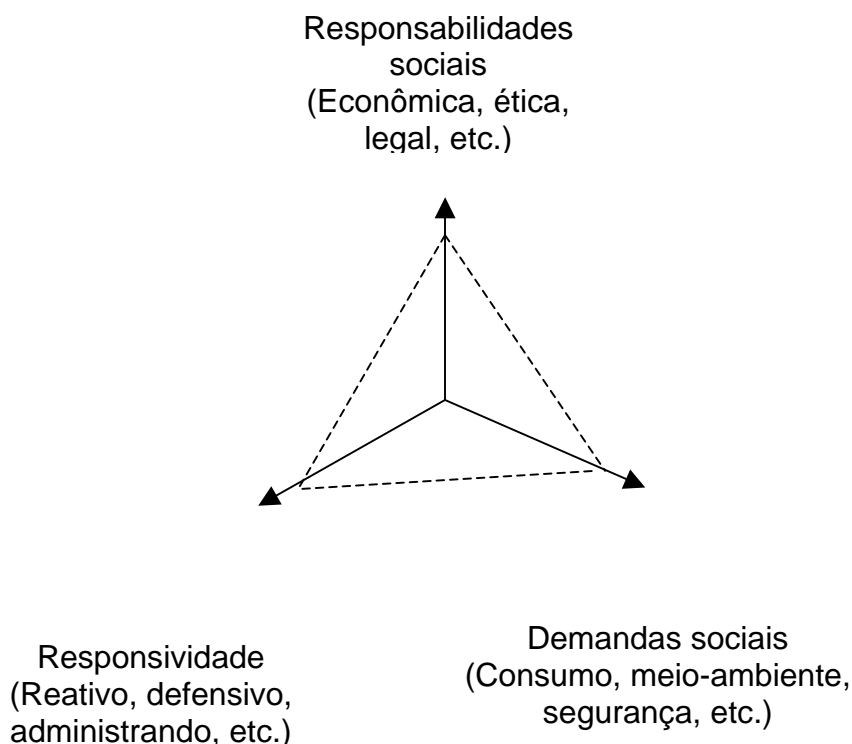 Responsabilidades
sociais
(Econômica, ética,
legal, etc.)
Responsividade
(Reativo, defensivo,
administrando, etc.)
Demandas sociais
(Consumo, meio-ambiente,
segurança, etc.)